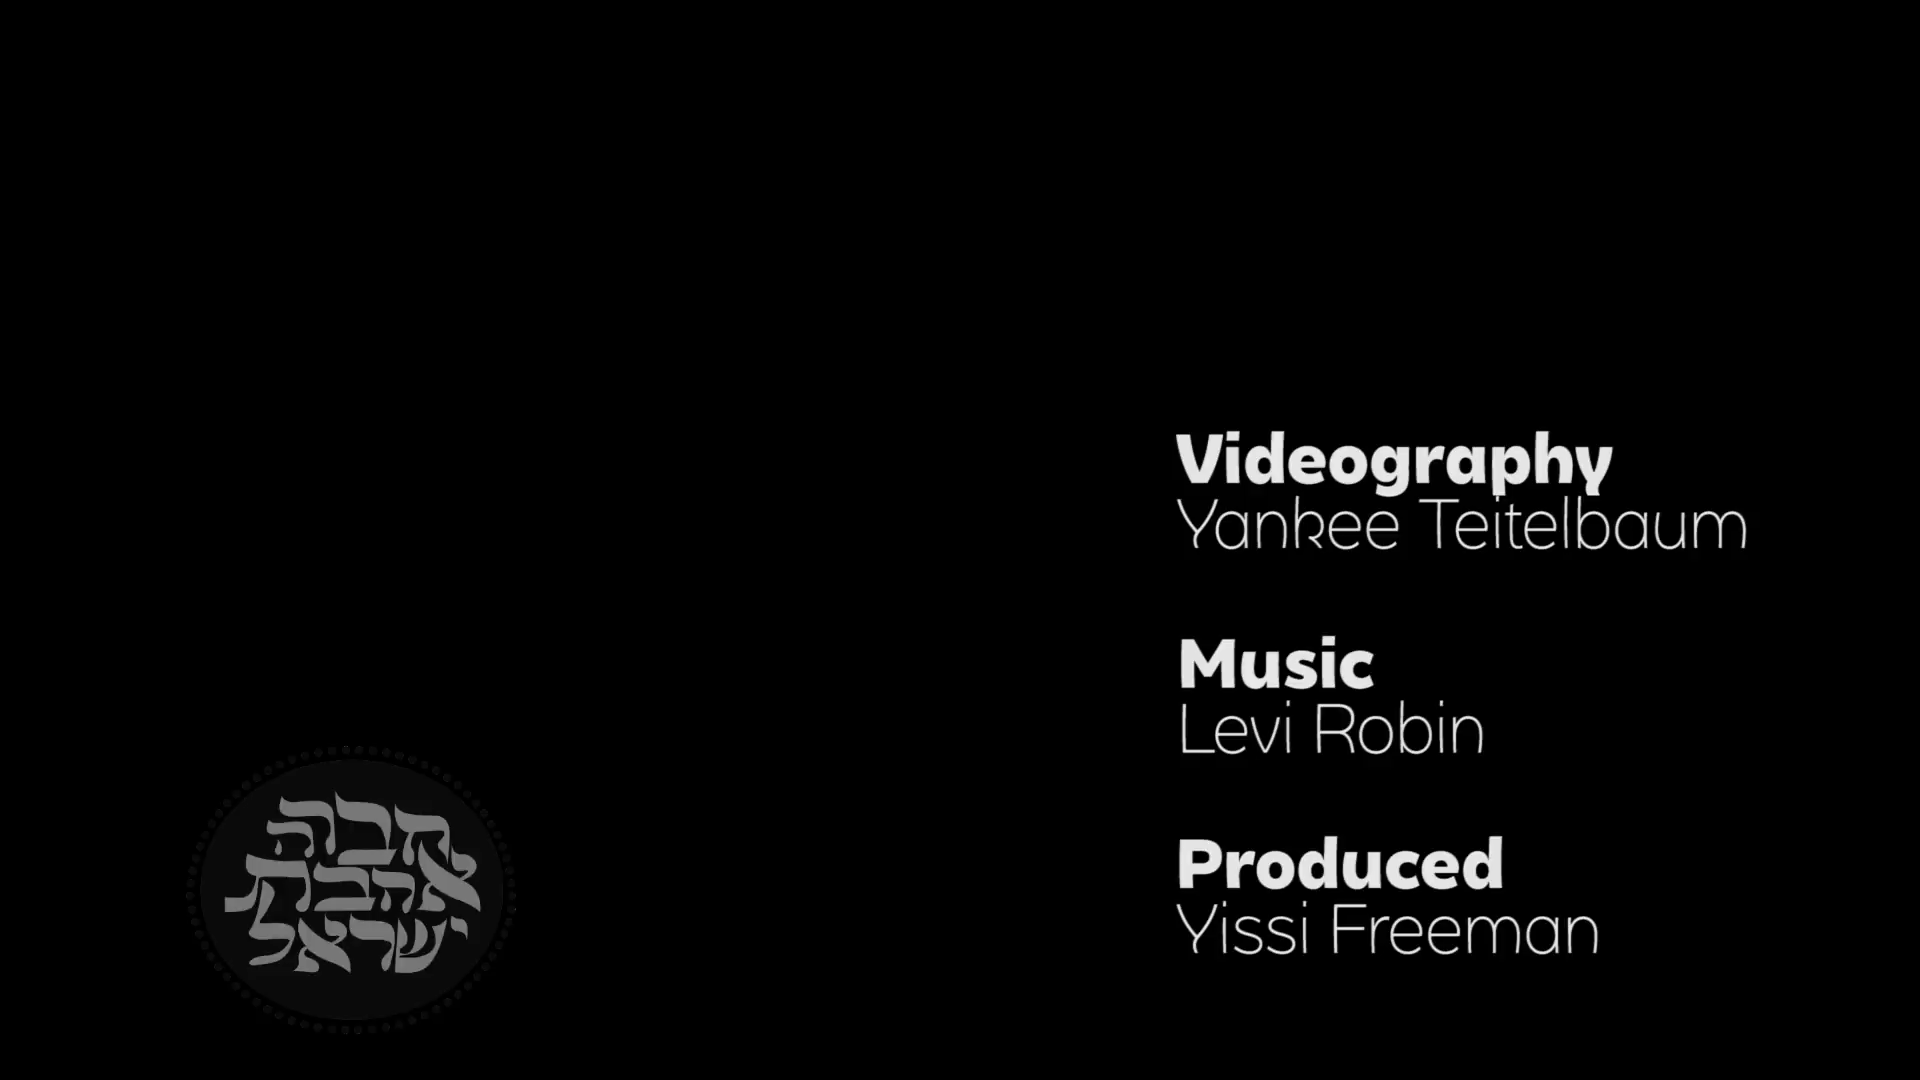 Videography
Yankee Teitelbaum
Music
Levi Robin
Produced
Yissi Freeman
חברה
אהבת
ישראל